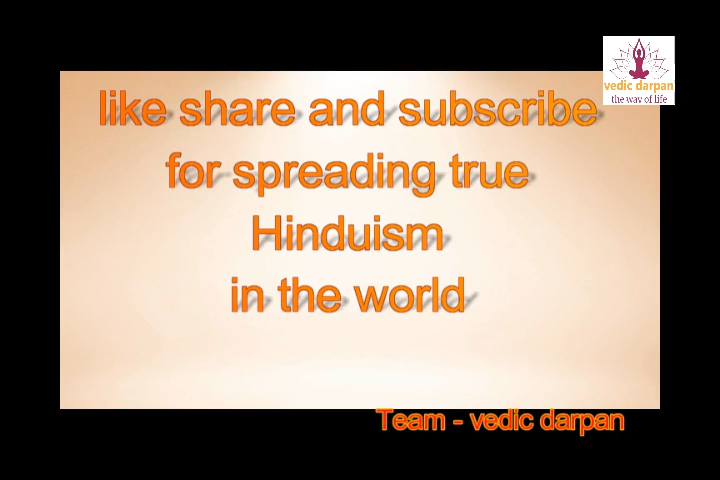 vedic darpan
the way of life
like share and subscribe
for spreading true
Hinduism
in the world
Team - vedic darpan